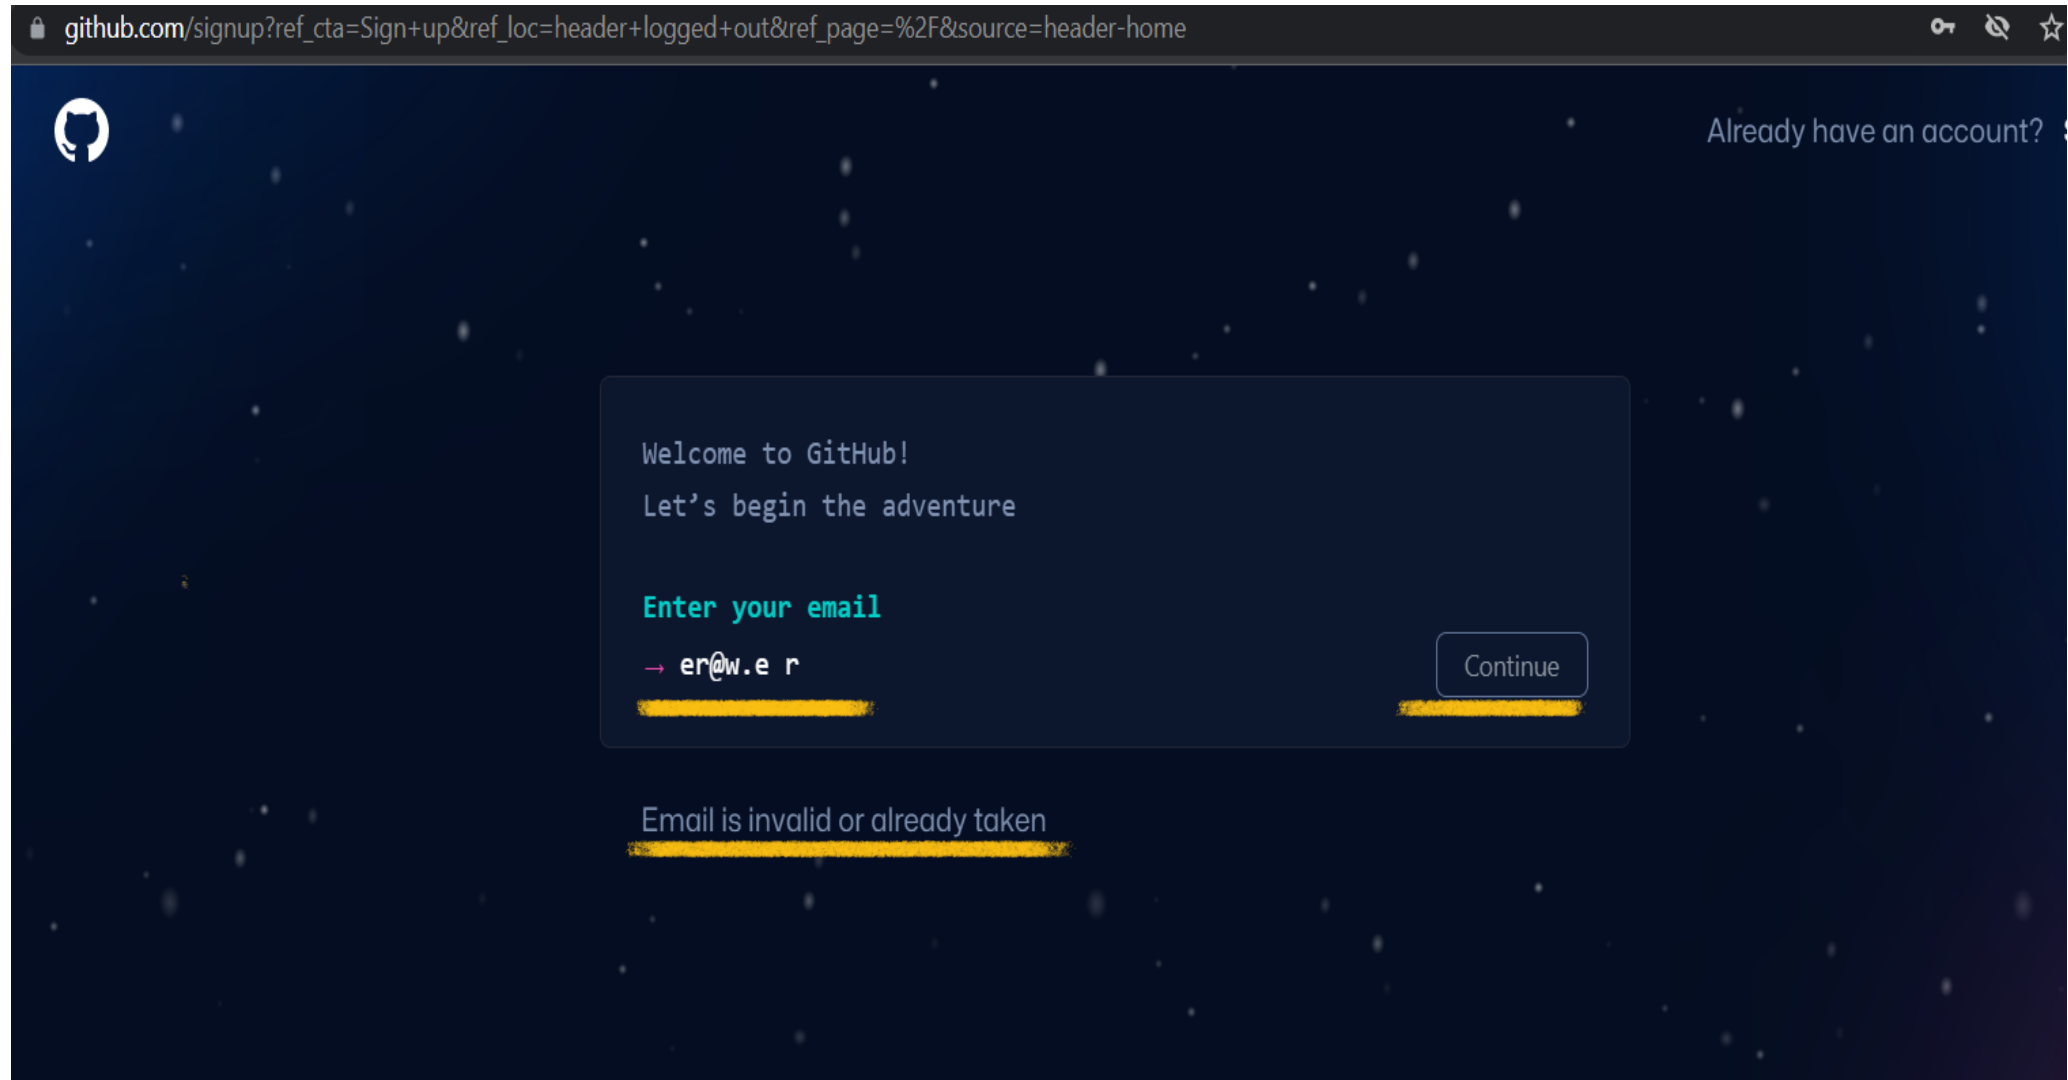 github.com/signup?ref_cta=Sign+up&ref_loc=header+logged+out&ref_page=%2F&source=header-home
Already have an account?
Welcome to GitHub!
Let’s begin the adventure
Enter your email
→ er@w.e r
Continue
Email is invalid or already taken